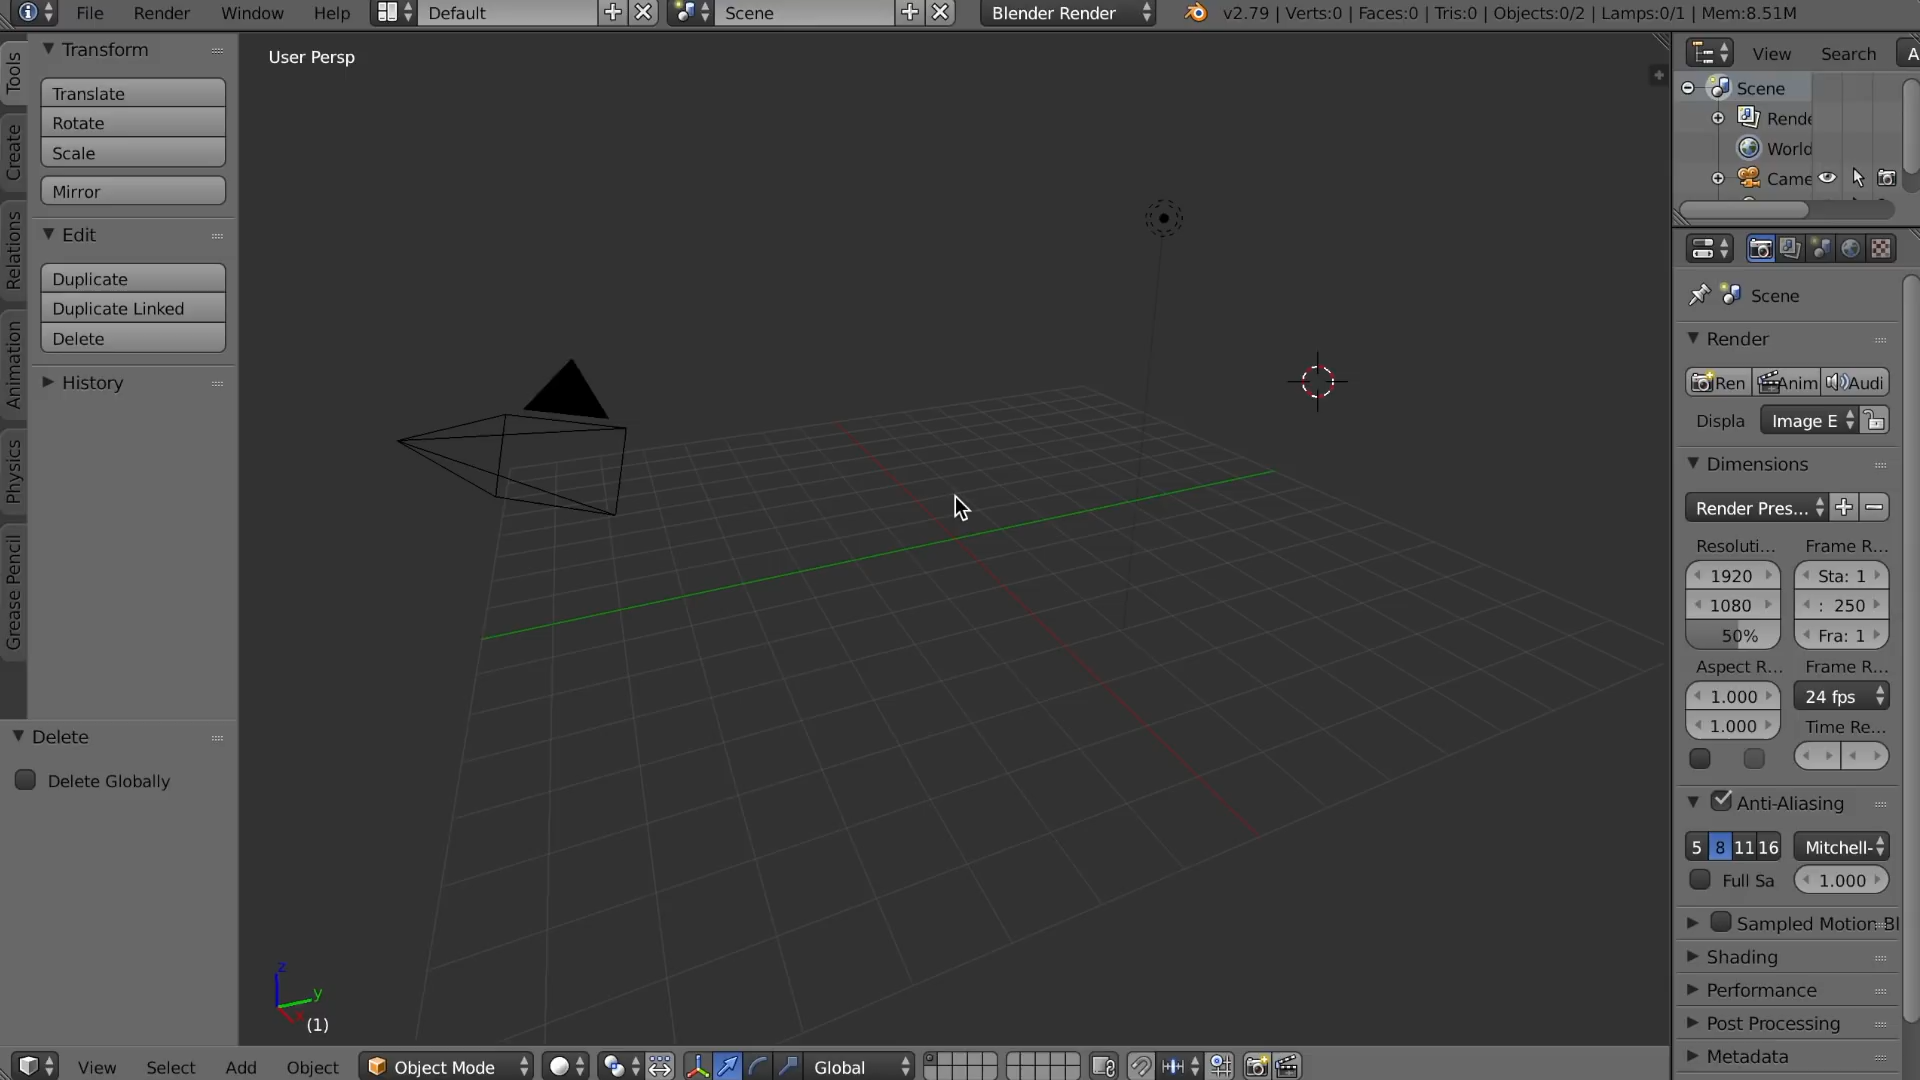 File Render Window Help Default Scene Blender Render v2.79 | Verts:0 | Faces:0 | Tris:0 | Objects:0/2 | Lamps:0/1 | Mem:8.51M
Tools
Create
Relations
Animation
Physics
Grease Pencil
Transform
Translate
Rotate
Scale
Mirror
Edit
Duplicate
Duplicate Linked
Delete
History
Delete
Delete Globally
User Persp
z
y
x
(1)
View Select Add Object Object Mode Global
View Search A
Scene
Rende
World
Came
Scene
Render
Ren Anim Audi
Displa Image E
Dimensions
Render Pres...
Resoluti... Frame R...
1920 Sta: 1
1080 : 250
50% Fra: 1
Aspect R... Frame R...
1.000 24 fps
1.000 Time Re...
Anti-Aliasing
5 8 11 16 Mitchell-
Full Sa 1.000
Sampled Motion Bl
Shading
Performance
Post Processing
Metadata